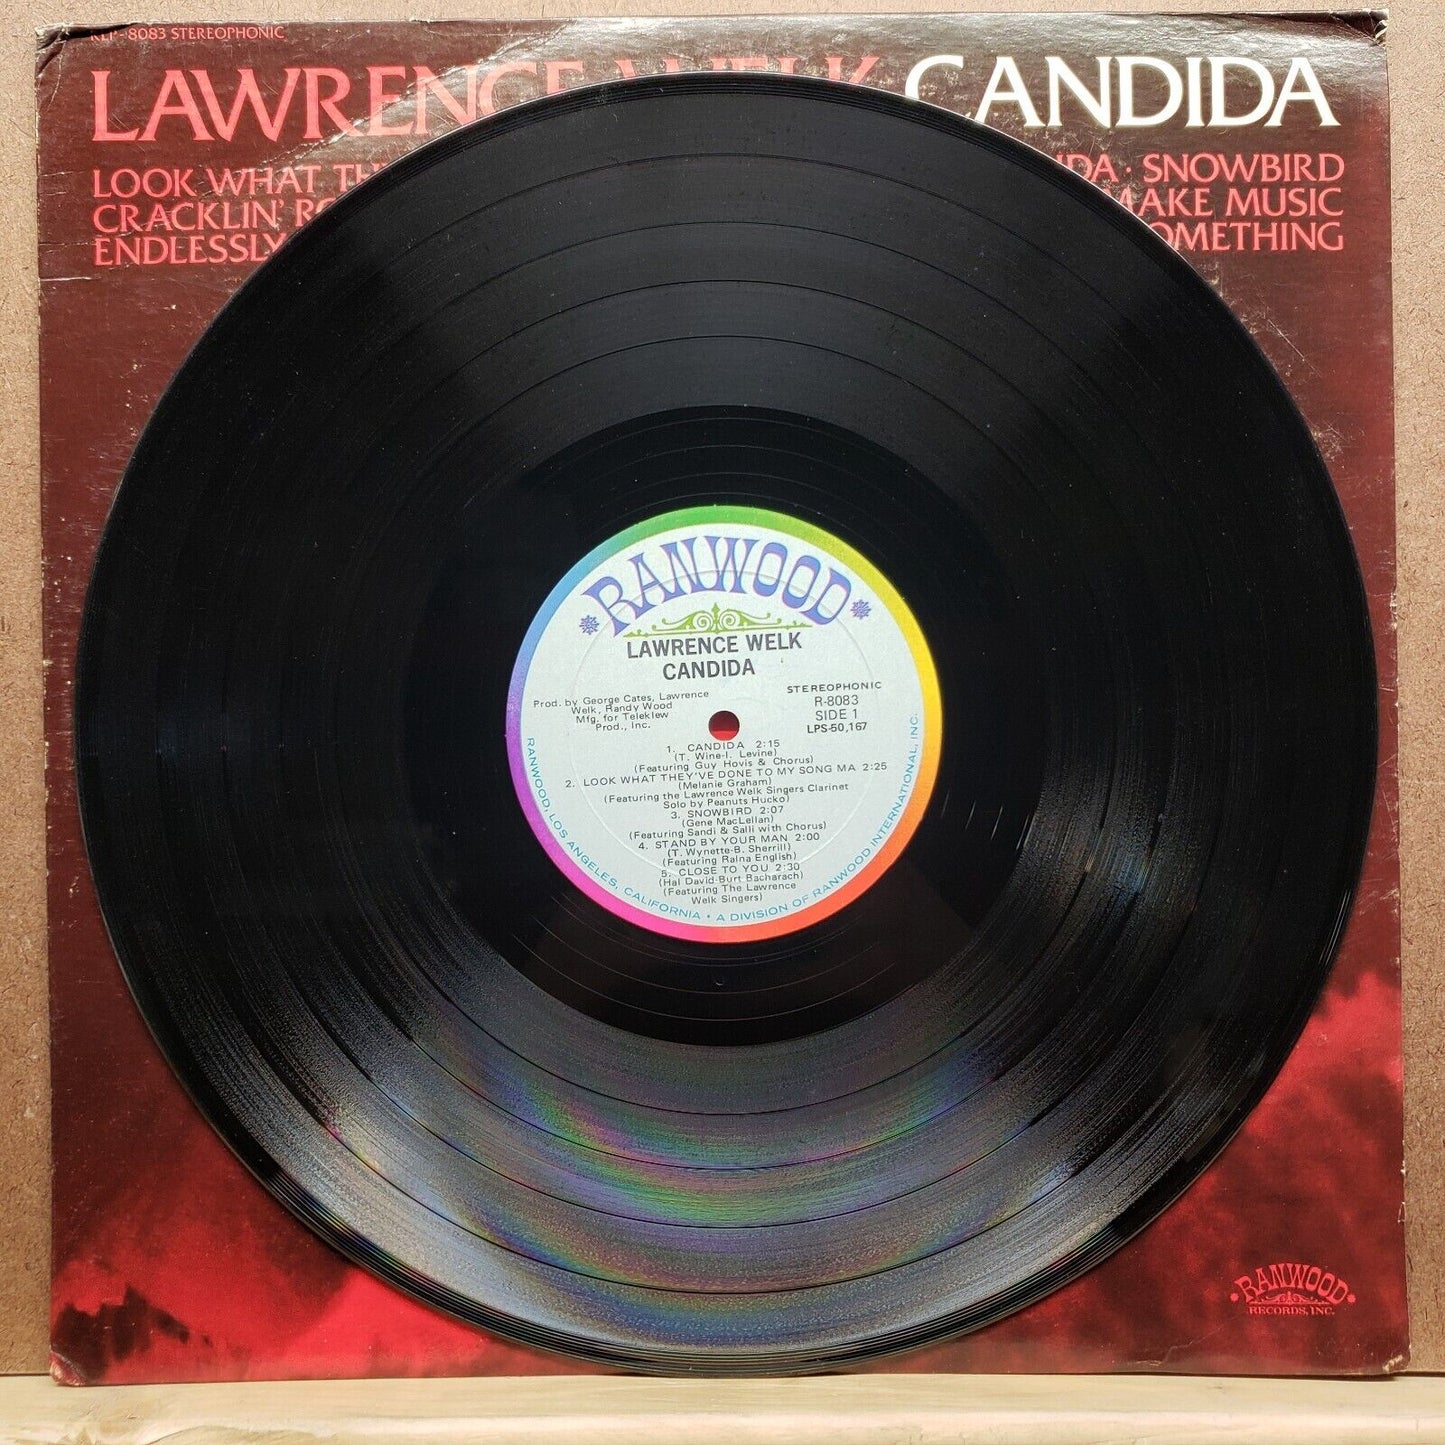 RLP-8083 STEREOPHONIC
LAWRENCE WELK CANDIDA
LOOK WHAT · SNOWBIRD
CRACKLIN' MAKE MUSIC
ENDLESSLY SOMETHING
RANWOOD
LAWRENCE WELK
CANDIDA
Prod. by George Cates, Lawrence
Welk, Randy Wood
Mfg. for Teleklew
Prod., Inc.
STEREOPHONIC
R-8083
SIDE 1
LPS-50,167
1. CANDIDA 2:15
(T. Wine-I. Levine)
(Featuring Guy Hovis & Chorus)
2. LOOK WHAT THEY'VE DONE TO MY SONG MA 2:25
(Melanie Graham)
(Featuring the Lawrence Welk Singers Clarinet
Solo by Peanuts Hucko)
3. SNOWBIRD 2:07
(Gene MacLellan)
(Featuring Sandi & Salli with Chorus)
4. STAND BY YOUR MAN 2:00
(T. Wynette-B. Sherrill)
(Featuring Ralna English)
5. CLOSE TO YOU 2:30
(Hal David-Burt Bacharach)
(Featuring The Lawrence
Welk Singers)
RANWOOD, LOS ANGELES, CALIFORNIA • A DIVISION OF RANWOOD INTERNATIONAL, INC.
RANWOOD
RECORDS, INC.